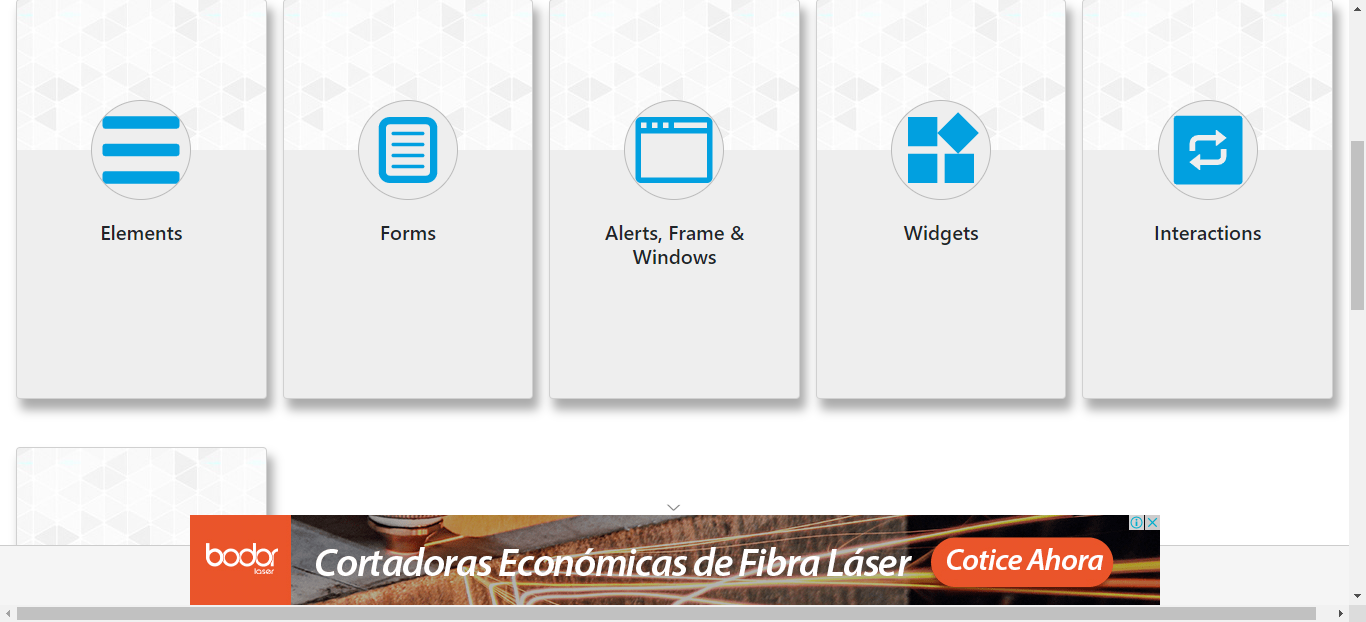 Elements
Forms
Alerts, Frame &
Windows
Widgets
Interactions
bodor
laser
Cortadoras Económicas de Fibra Láser
Cotice Ahora